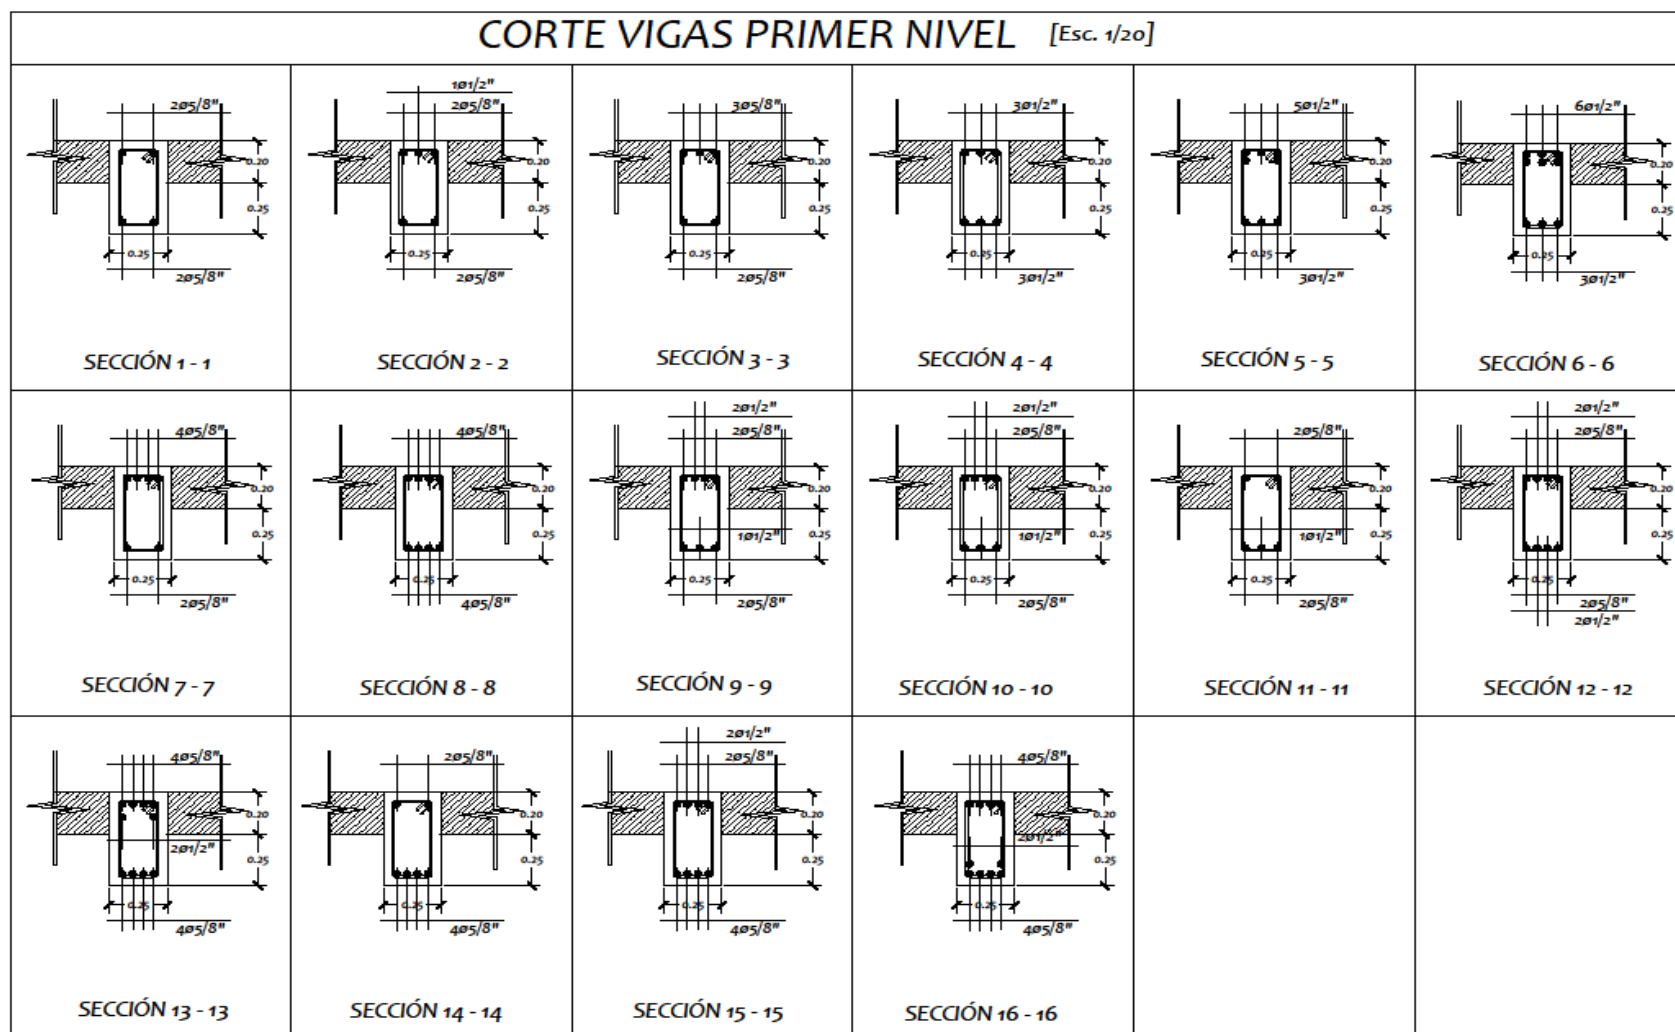 CORTE VIGAS PRIMER NIVEL [Esc. 1/20]
2ø5/8"
0.20
0.25
0.25
2ø5/8"
SECCIÓN 1 - 1
1ø1/2"
2ø5/8"
0.20
0.25
0.25
2ø5/8"
SECCIÓN 2 - 2
3ø5/8"
0.20
0.25
0.25
2ø5/8"
SECCIÓN 3 - 3
3ø1/2"
0.20
0.25
0.25
3ø1/2"
SECCIÓN 4 - 4
5ø1/2"
0.20
0.25
0.25
3ø1/2"
SECCIÓN 5 - 5
6ø1/2"
0.20
0.25
0.25
3ø1/2"
SECCIÓN 6 - 6
4ø5/8"
0.20
0.25
0.25
2ø5/8"
SECCIÓN 7 - 7
4ø5/8"
0.20
0.25
0.25
4ø5/8"
SECCIÓN 8 - 8
2ø1/2"
2ø5/8"
0.20
1ø1/2"
0.25
0.25
2ø5/8"
SECCIÓN 9 - 9
2ø1/2"
2ø5/8"
0.20
1ø1/2"
0.25
0.25
2ø5/8"
SECCIÓN 10 - 10
2ø5/8"
0.20
1ø1/2"
0.25
0.25
2ø5/8"
SECCIÓN 11 - 11
2ø1/2"
2ø5/8"
0.20
0.25
0.25
2ø5/8"
2ø1/2"
SECCIÓN 12 - 12
4ø5/8"
0.20
2ø1/2"
0.25
0.25
4ø5/8"
SECCIÓN 13 - 13
2ø5/8"
0.20
0.25
0.25
4ø5/8"
SECCIÓN 14 - 14
2ø1/2"
2ø5/8"
0.20
0.25
0.25
4ø5/8"
SECCIÓN 15 - 15
4ø5/8"
0.20
2ø1/2"
0.25
0.25
4ø5/8"
SECCIÓN 16 - 16